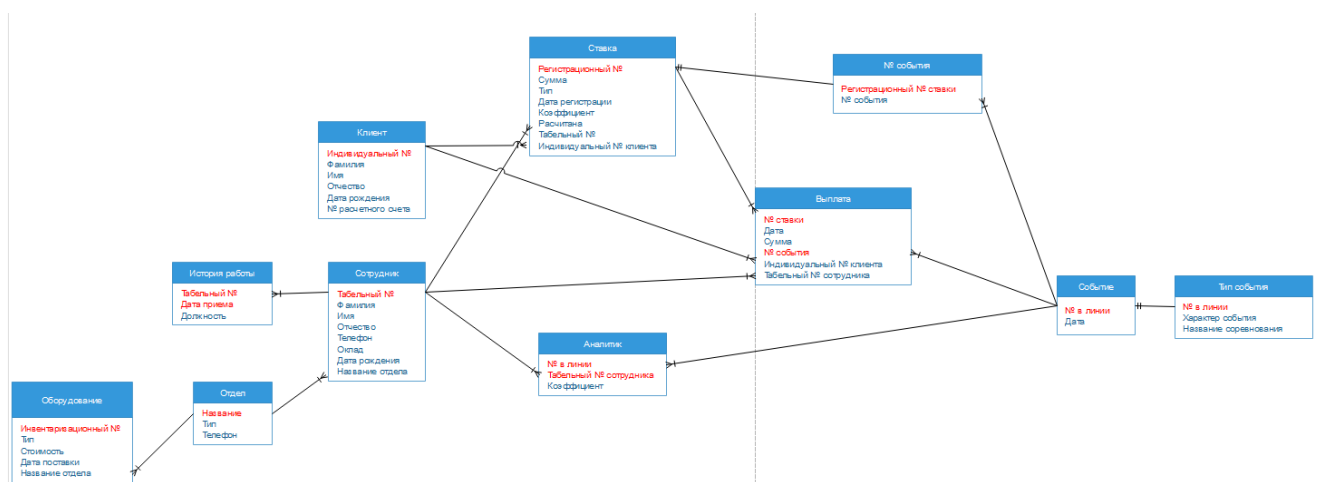 Ставка
Регистрационный №
Сумма
Тип
Дата регистрации
Коэффициент
Расчитана
Табельный №
Индивидуальный № клиента
№ события
Регистрационный № ставки
№ события
Клиент
Индивидуальный №
Фамилия
Имя
Отчество
Дата рождения
№ расчетного счета
Выплата
№ ставки
Дата
Сумма
№ события
Индивидуальный № клиента
Табельный № сотрудника
История работы
Табельный №
Дата приема
Должность
Сотрудник
Табельный №
Фамилия
Имя
Отчество
Телефон
Оклад
Дата рождения
Название отдела
Событие
№ в линии
Дата
Тип события
№ в линии
Характер события
Название соревнования
Аналитик
№ в линии
Табельный № сотрудника
Коэффициент
Оборудование
Инвентаризационный №
Тип
Стоимость
Дата поставки
Название отдела
Отдел
Название
Тип
Телефон